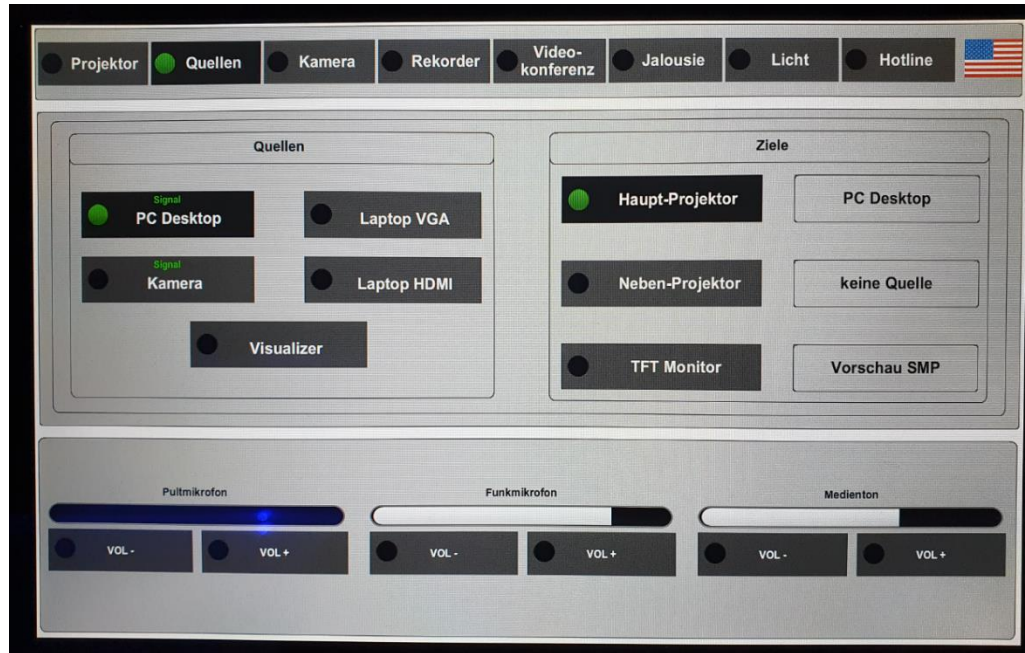 Projektor
Quellen
Kamera
Rekorder
Video-
konferenz
Jalousie
Licht
Hotline
Quellen
Signal
PC Desktop
Laptop VGA
Signal
Kamera
Laptop HDMI
Visualizer
Ziele
Haupt-Projektor
PC Desktop
Neben-Projektor
keine Quelle
TFT Monitor
Vorschau SMP
Pultmikrofon
VOL -
VOL +
Funkmikrofon
VOL -
VOL +
Medienton
VOL -
VOL +